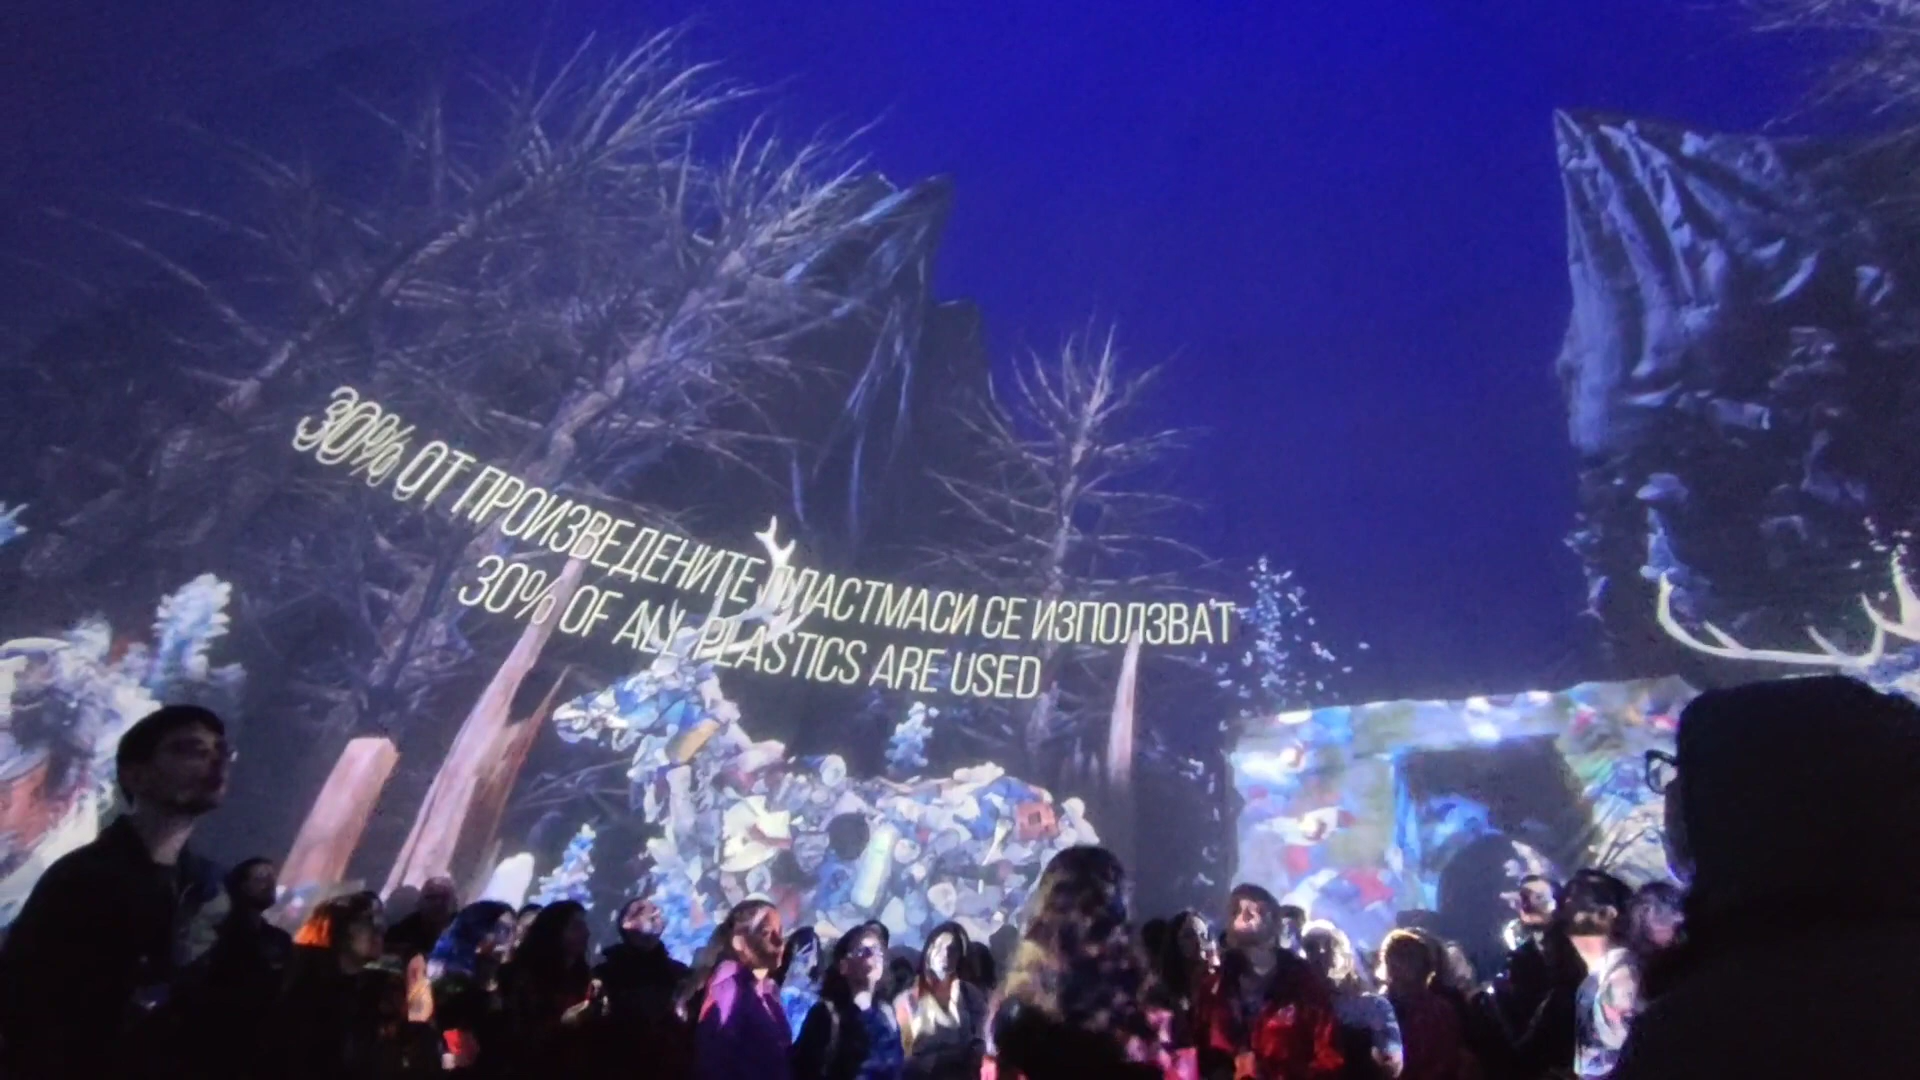 30% ОТ ПРОИЗВЕДЕНИТЕ ПЛАСТМАСИ СЕ ИЗПОЛЗВАТ
30% OF ALL PLASTICS ARE USED